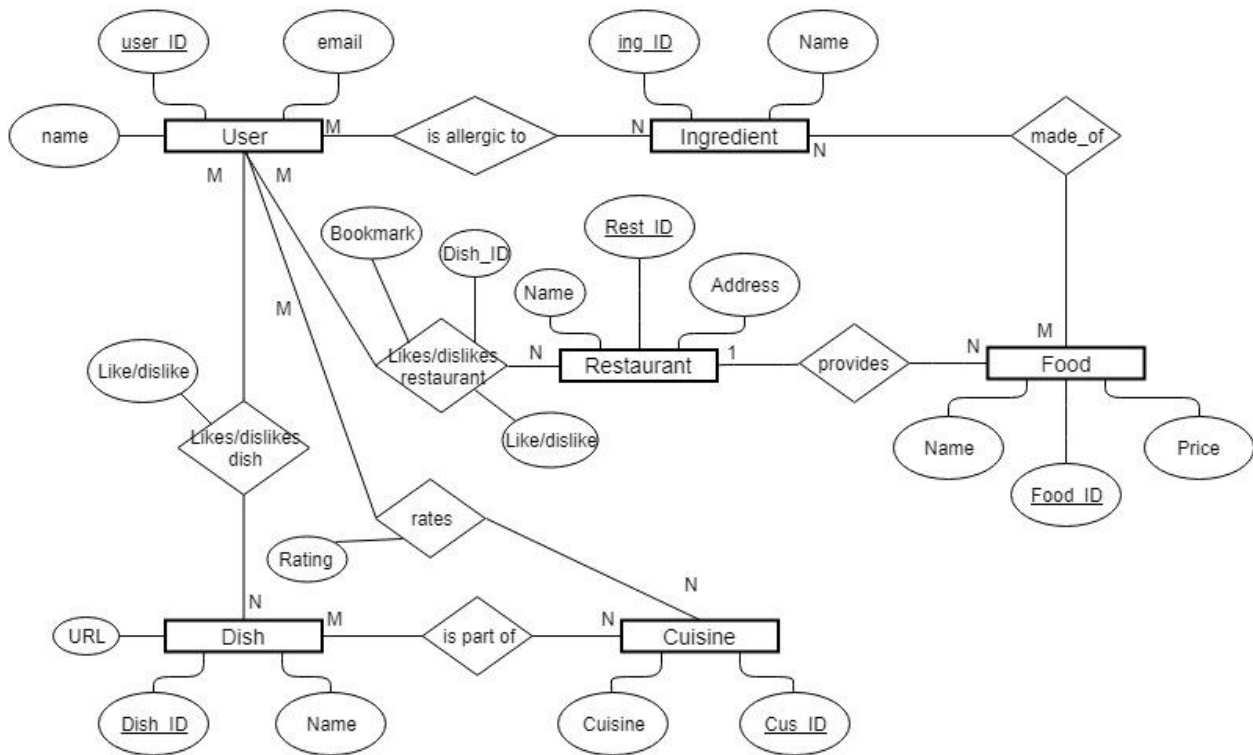 user_ID
email
ing_ID
Name
name
User
M
is allergic to
N
Ingredient
N
made_of
M
M
Bookmark
Dish_ID
Rest_ID
Name
Address
M
Likes/dislikes
restaurant
N
Restaurant
1
provides
N
M
Food
Like/dislike
Likes/dislikes
dish
Like/dislike
Name
Price
Food_ID
rates
Rating
N
N
URL
Dish
M
is part of
N
Cuisine
Dish_ID
Name
Cuisine
Cus_ID